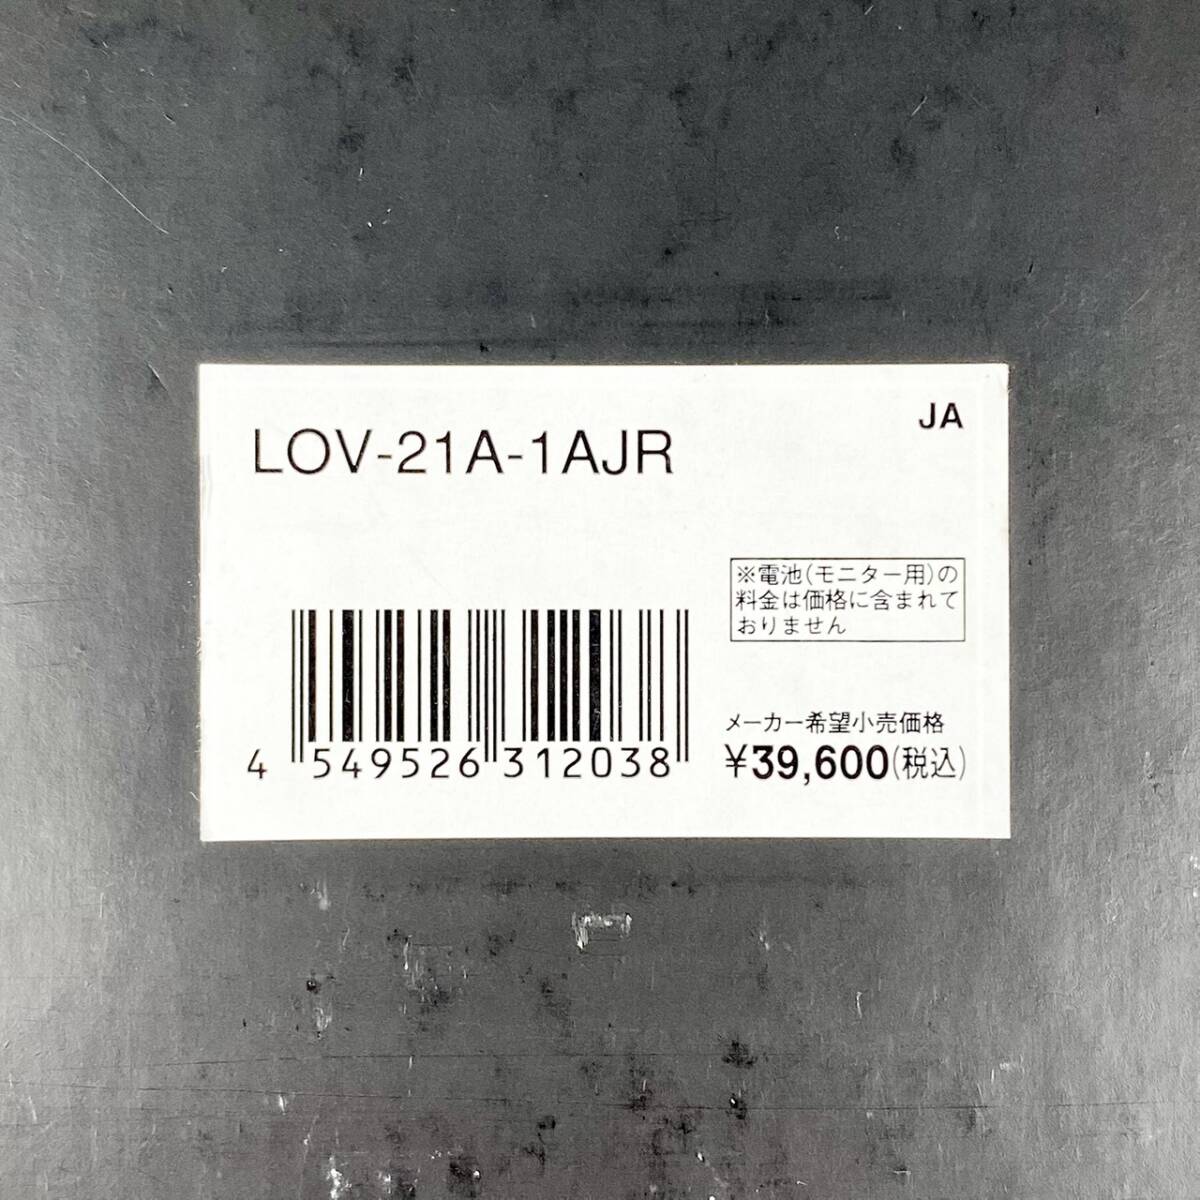 JA
LOV-21A-1AJR
※電池(モニター用)の
料金は価格に含まれて
おりません
メーカー希望小売価格
¥39,600(税込)
4 549526 312038